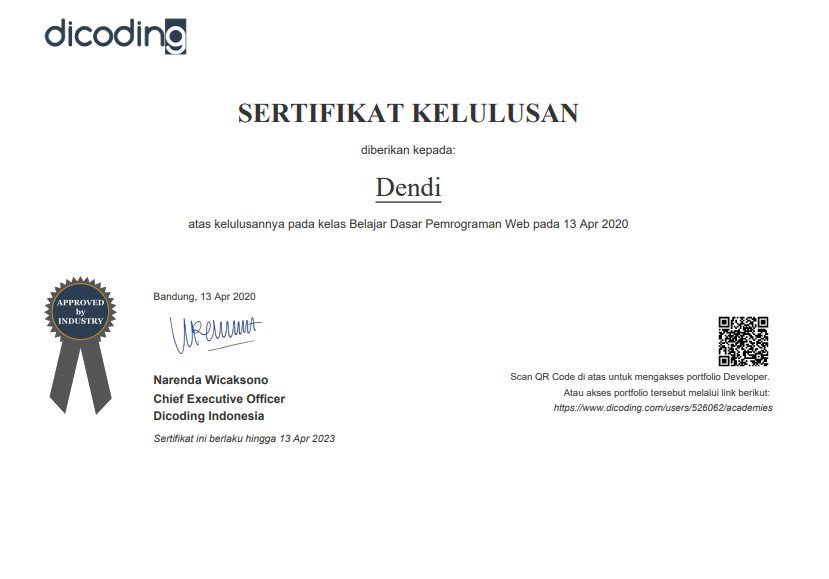 dicoding
SERTIFIKAT KELULUSAN
diberikan kepada:
Dendi
atas kelulusannya pada kelas Belajar Dasar Pemrograman Web pada 13 Apr 2020
APPROVED
by
INDUSTRY
Bandung, 13 Apr 2020
Narenda Wicaksono
Chief Executive Officer
Dicoding Indonesia
Sertifikat ini berlaku hingga 13 Apr 2023
Scan QR Code di atas untuk mengakses portfolio Developer.
Atau akses portfolio tersebut melalui link berikut:
https://www.dicoding.com/users/526062/academies